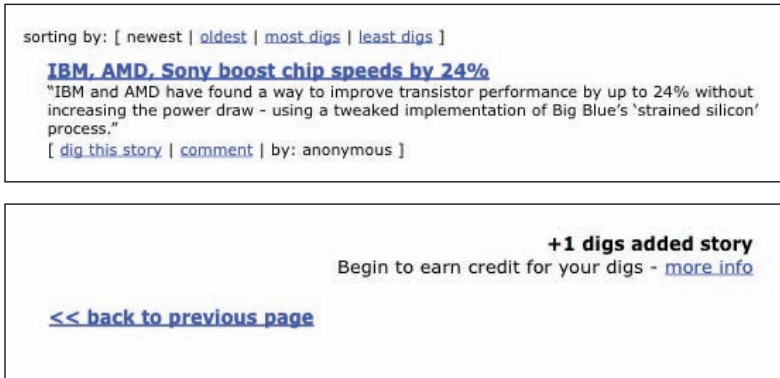 sorting by: [ newest | oldest | most digs | least digs ]
IBM, AMD, Sony boost chip speeds by 24%
“IBM and AMD have found a way to improve transistor performance by up to 24% without
increasing the power draw - using a tweaked implementation of Big Blue’s ‘strained silicon’
process.”
[ dig this story | comment | by: anonymous ]
+1 digs added story
Begin to earn credit for your digs - more info
<< back to previous page